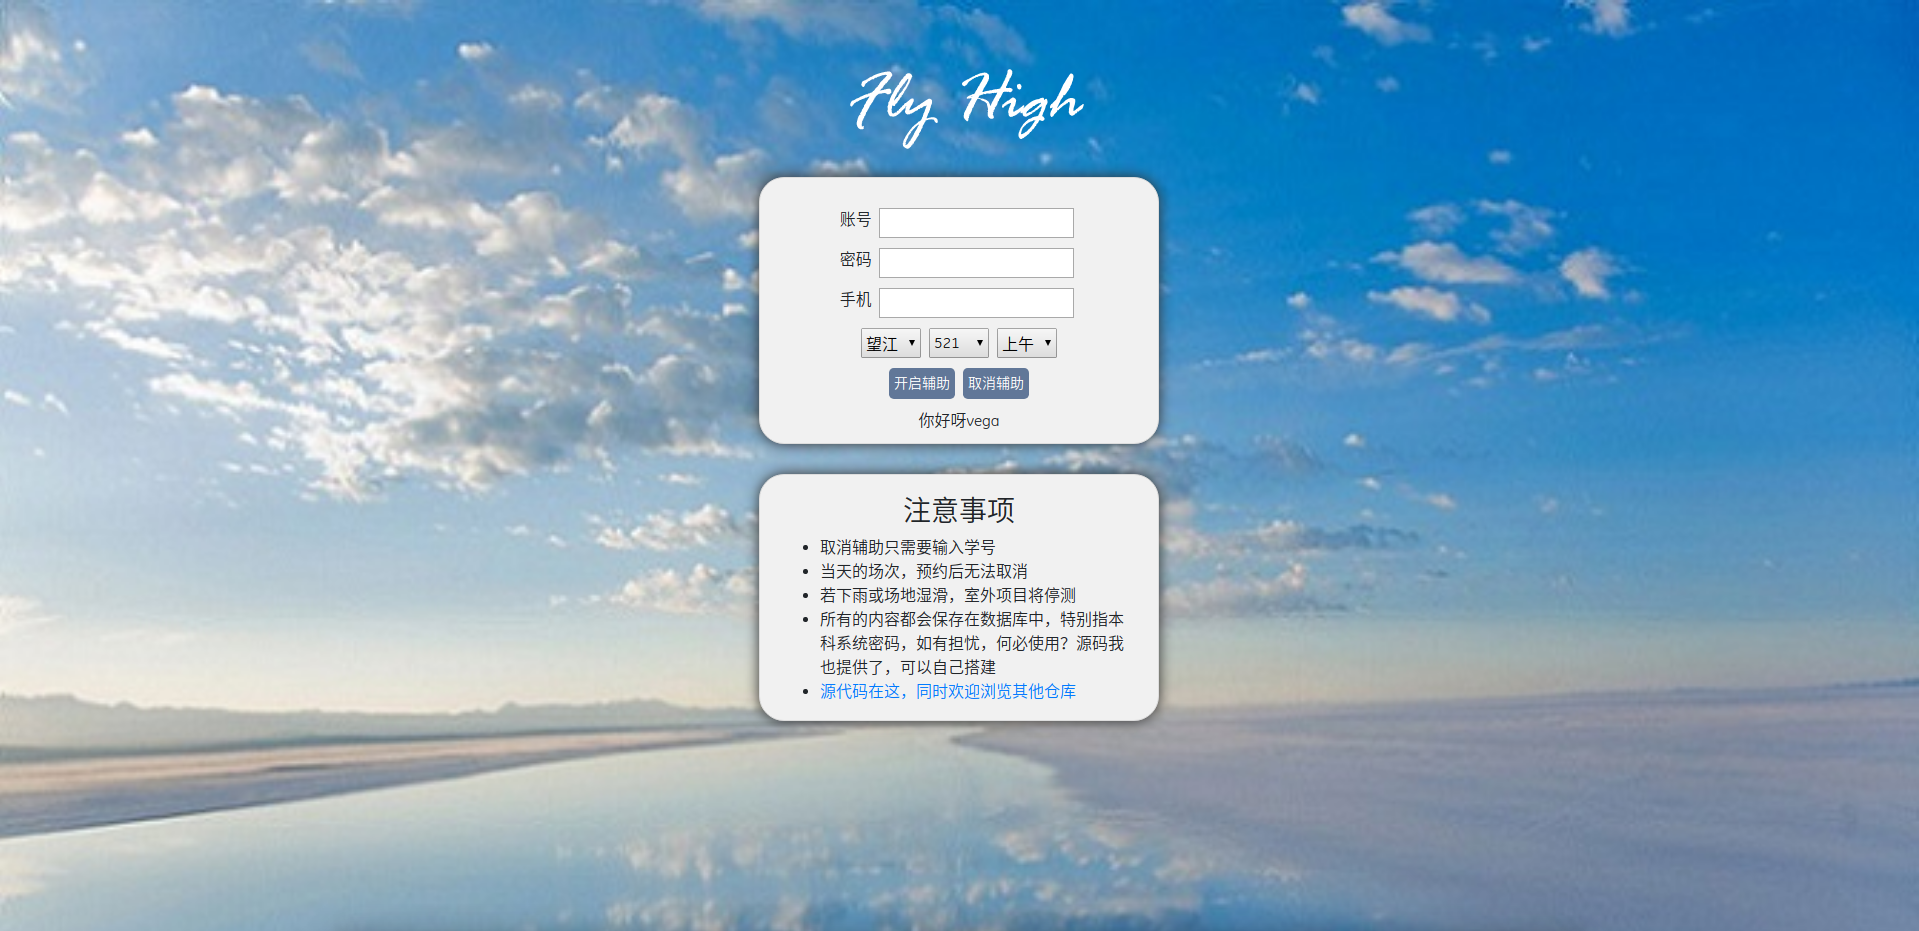 Fly High
账号
密码
手机
望江 521 上午
开启辅助 取消辅助
你好呀vega
注意事项
取消辅助只需要输入学号
当天的场次，预约后无法取消
若下雨或场地湿滑，室外项目将停测
所有的内容都会保存在数据库中，特别指本
科系统密码，如有担忧，何必使用？源码我
也提供了，可以自己搭建
源代码在这，同时欢迎浏览其他仓库